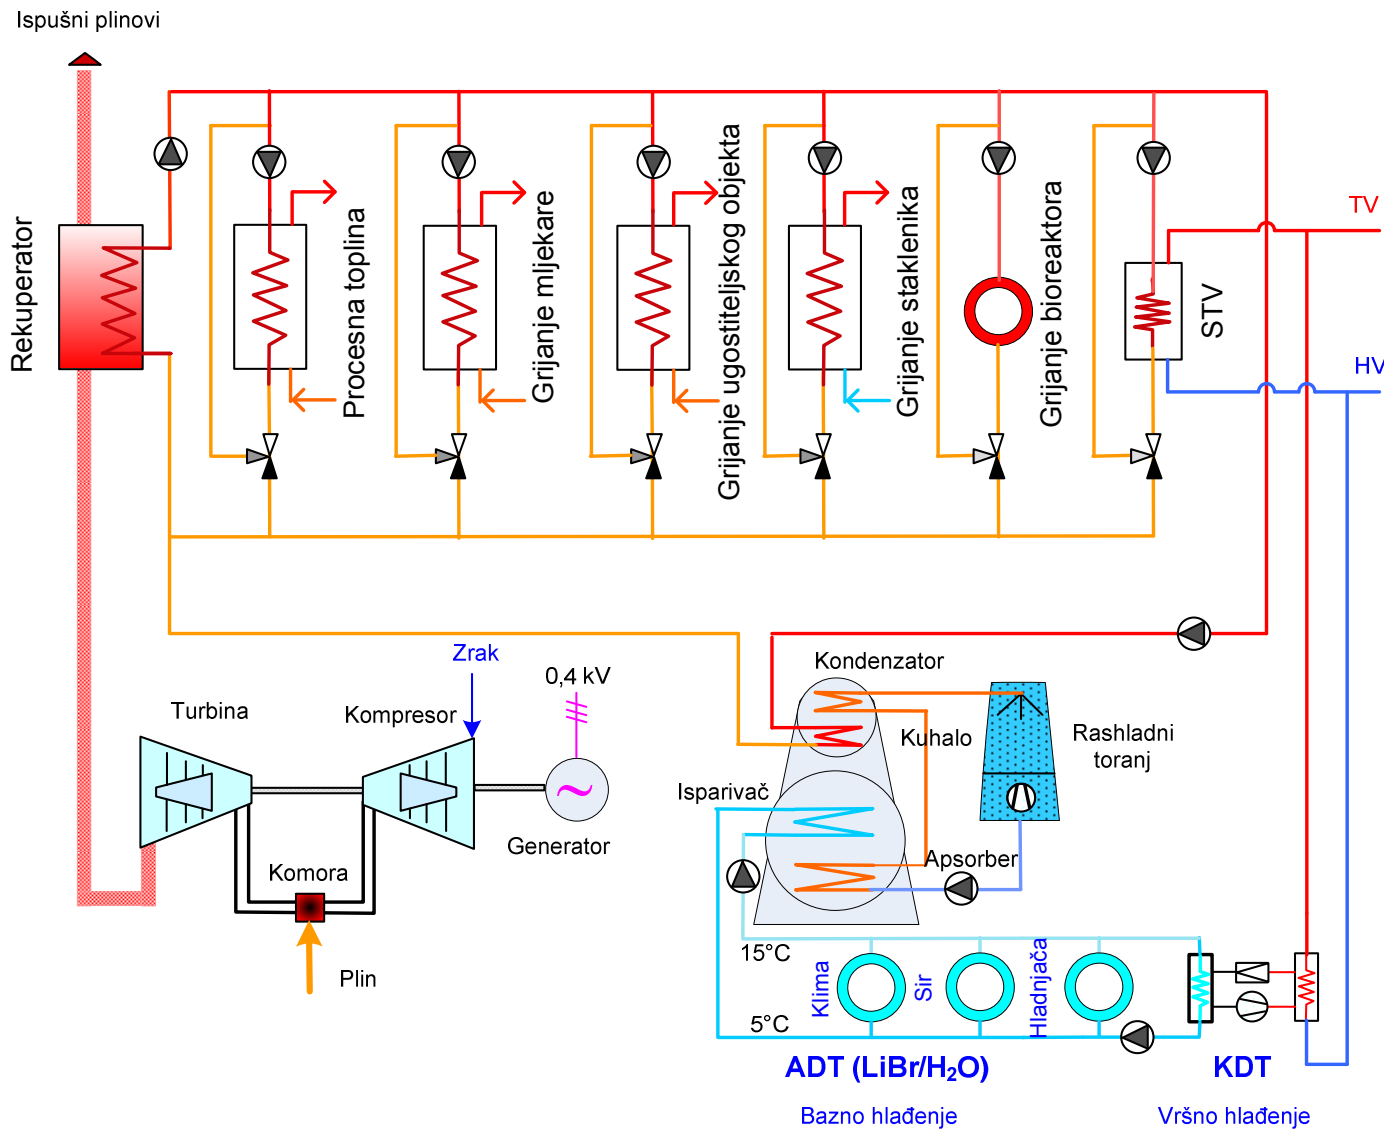 Ispušni plinovi
Rekuperator
Procesna toplina
Grijanje mljekare
Grijanje ugostiteljskog objekta
Grijanje staklenika
Grijanje bioreaktora
STV
TV
HV
Zrak
0,4 kV
Turbina
Kompresor
Generator
Komora
Plin
Kondenzator
Kuhalo
Rashladni
toranj
Isparivač
Apsorber
15°C
5°C
Klima
Sir
Hladnjača
ADT (LiBr/H₂O)
KDT
Bazno hlađenje
Vršno hlađenje